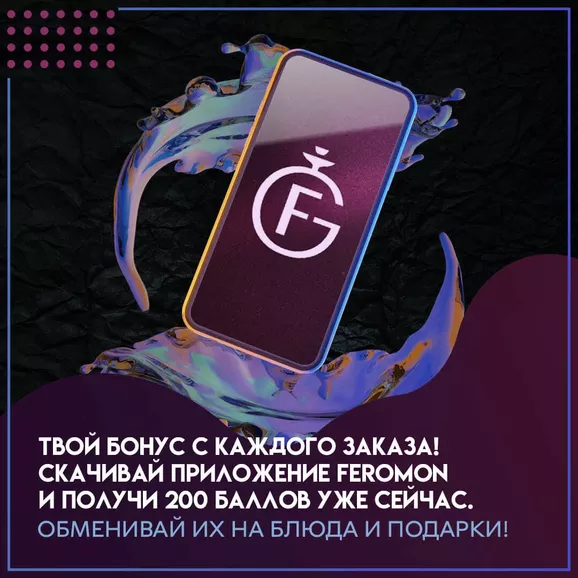 ТВОЙ БОНУС С КАЖДОГО ЗАКАЗА!
СКАЧИВАЙ ПРИЛОЖЕНИЕ FEROMON
И ПОЛУЧИ 200 БАЛЛОВ УЖЕ СЕЙЧАС.
ОБМЕНИВАЙ ИХ НА БЛЮДА И ПОДАРКИ!